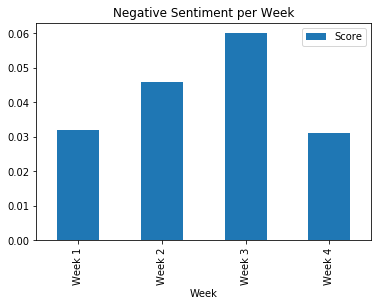 Negative Sentiment per Week
Score
0.06
0.05
0.04
0.03
0.02
0.01
0.00
Week 1
Week 2
Week 3
Week 4
Week